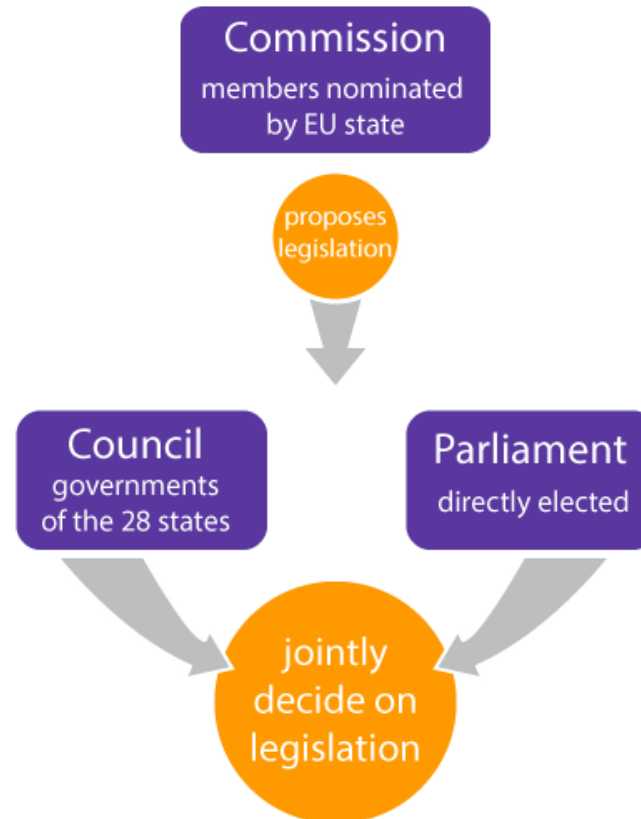 Commission
members nominated
by EU state
proposes
legislation
Council
governments
of the 28 states
Parliament
directly elected
jointly
decide on
legislation